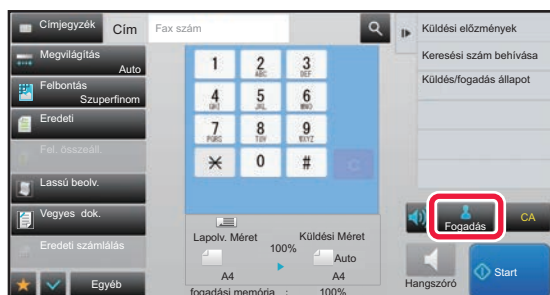 Címjegyzék
Cím
Fax szám
Megvilágítás
Auto
Felbontás
Szuperfinom
Eredeti
Fel. összeáll.
Lassú beolv.
Vegyes dok.
Eredeti számlálás
Egyéb
1
2
ABC
3
DEF
4
GHI
5
JKL
6
MNO
7
PQRS
8
TUV
9
WXYZ
0
#
C
Lapolv. Méret
100%
Küldési Méret
Auto
A4
A4
fogadási memória : 100%
Küldési előzmények
Keresési szám behívása
Küldés/fogadás állapot
Fogadás
CA
Hangszóró
Start